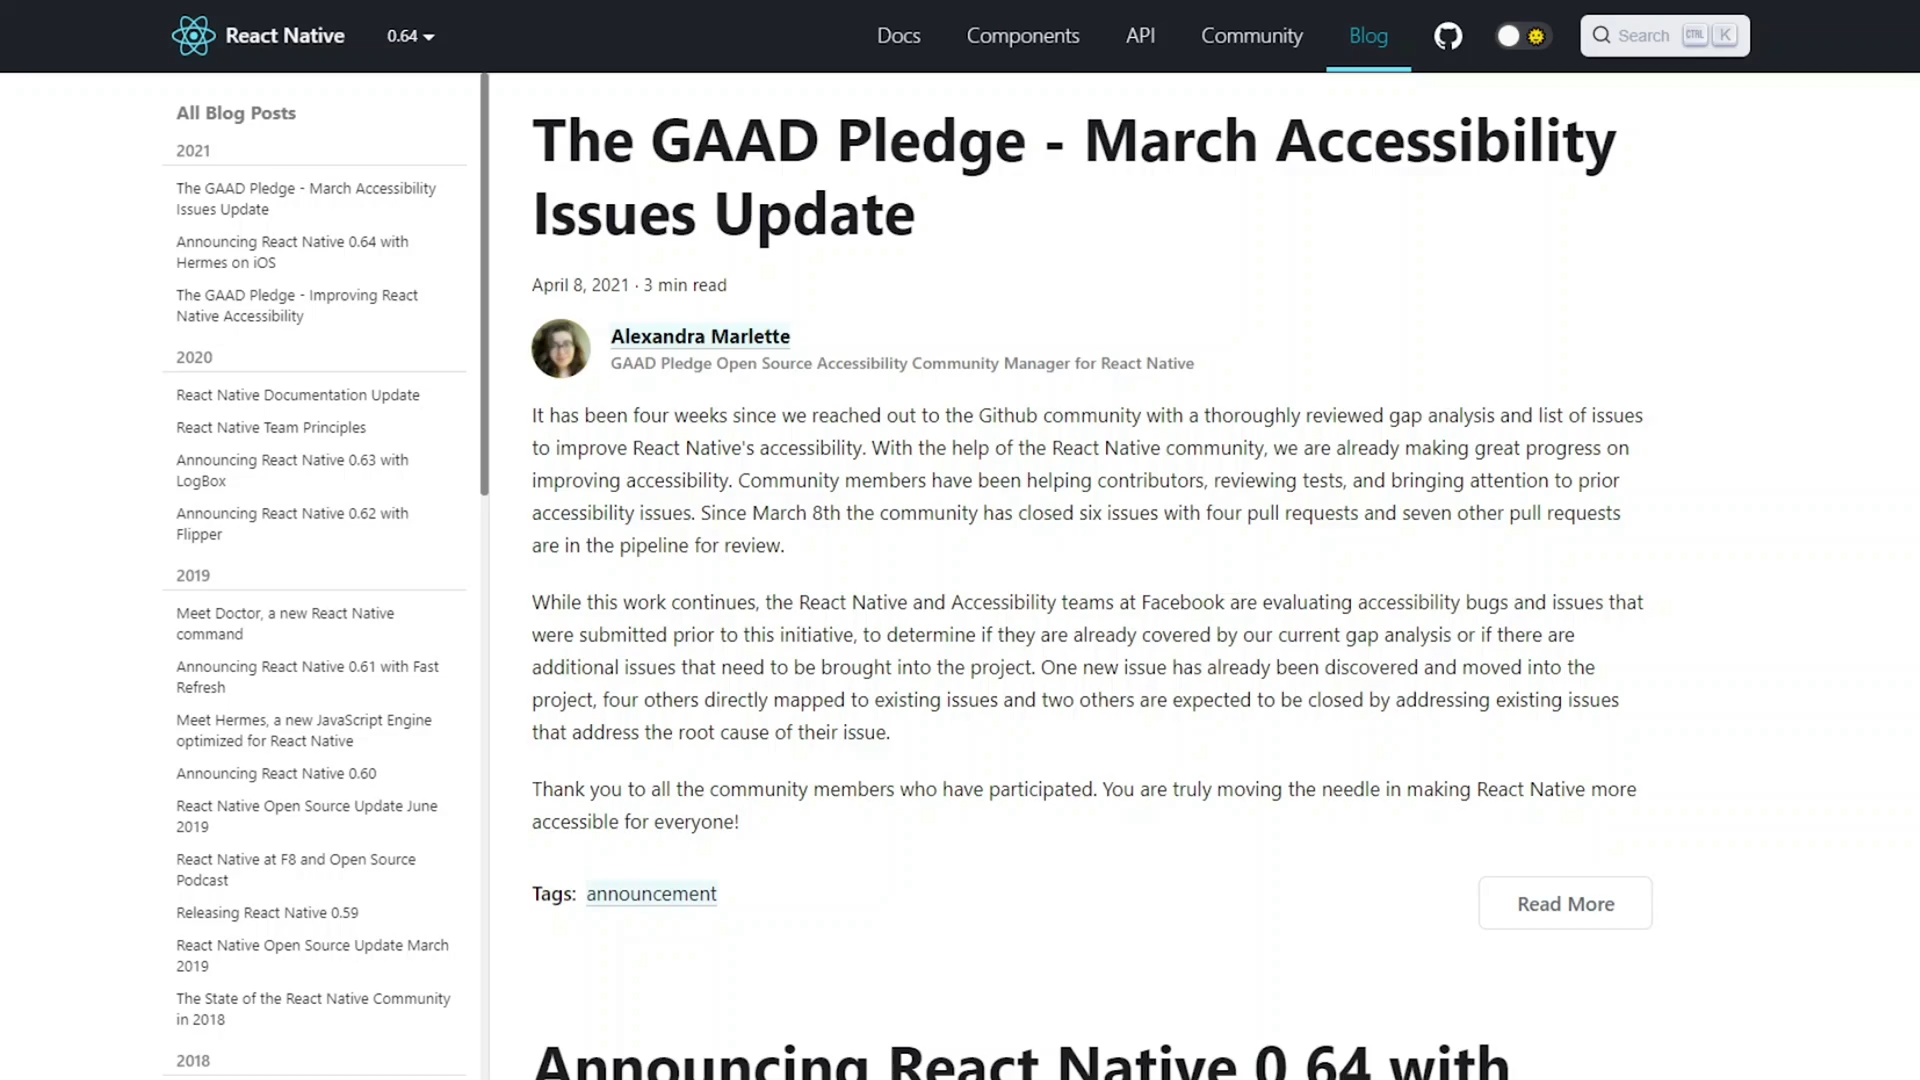 React Native
0.64
Docs
Components
API
Community
Blog
Search
CTRL
K
All Blog Posts
2021
The GAAD Pledge - March Accessibility
Issues Update
Announcing React Native 0.64 with
Hermes on iOS
The GAAD Pledge - Improving React
Native Accessibility
2020
React Native Documentation Update
React Native Team Principles
Announcing React Native 0.63 with
LogBox
Announcing React Native 0.62 with
Flipper
2019
Meet Doctor, a new React Native
command
Announcing React Native 0.61 with Fast
Refresh
Meet Hermes, a new JavaScript Engine
optimized for React Native
Announcing React Native 0.60
React Native Open Source Update June
2019
React Native at F8 and Open Source
Podcast
Releasing React Native 0.59
React Native Open Source Update March
2019
The State of the React Native Community
in 2018
2018
The GAAD Pledge - March Accessibility
Issues Update
April 8, 2021 · 3 min read
Alexandra Marlette
GAAD Pledge Open Source Accessibility Community Manager for React Native
It has been four weeks since we reached out to the Github community with a thoroughly reviewed gap analysis and list of issues
to improve React Native's accessibility. With the help of the React Native community, we are already making great progress on
improving accessibility. Community members have been helping contributors, reviewing tests, and bringing attention to prior
accessibility issues. Since March 8th the community has closed six issues with four pull requests and seven other pull requests
are in the pipeline for review.
While this work continues, the React Native and Accessibility teams at Facebook are evaluating accessibility bugs and issues that
were submitted prior to this initiative, to determine if they are already covered by our current gap analysis or if there are
additional issues that need to be brought into the project. One new issue has already been discovered and moved into the
project, four others directly mapped to existing issues and two others are expected to be closed by addressing existing issues
that address the root cause of their issue.
Thank you to all the community members who have participated. You are truly moving the needle in making React Native more
accessible for everyone!
Tags: announcement
Read More
Announcing React Native 0.64 with